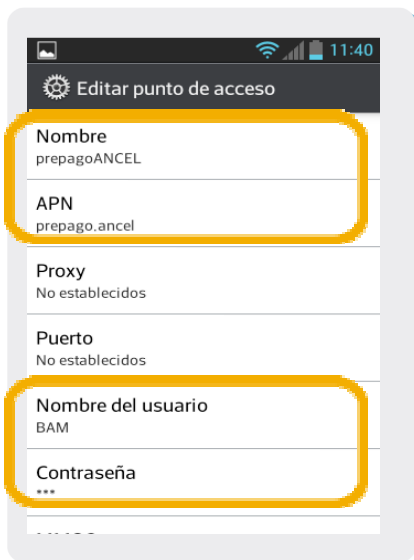 11:40
Editar punto de acceso
Nombre
prepagoANCEL
APN
prepago.ancel
Proxy
No establecidos
Puerto
No establecidos
Nombre del usuario
BAM
Contraseña
***